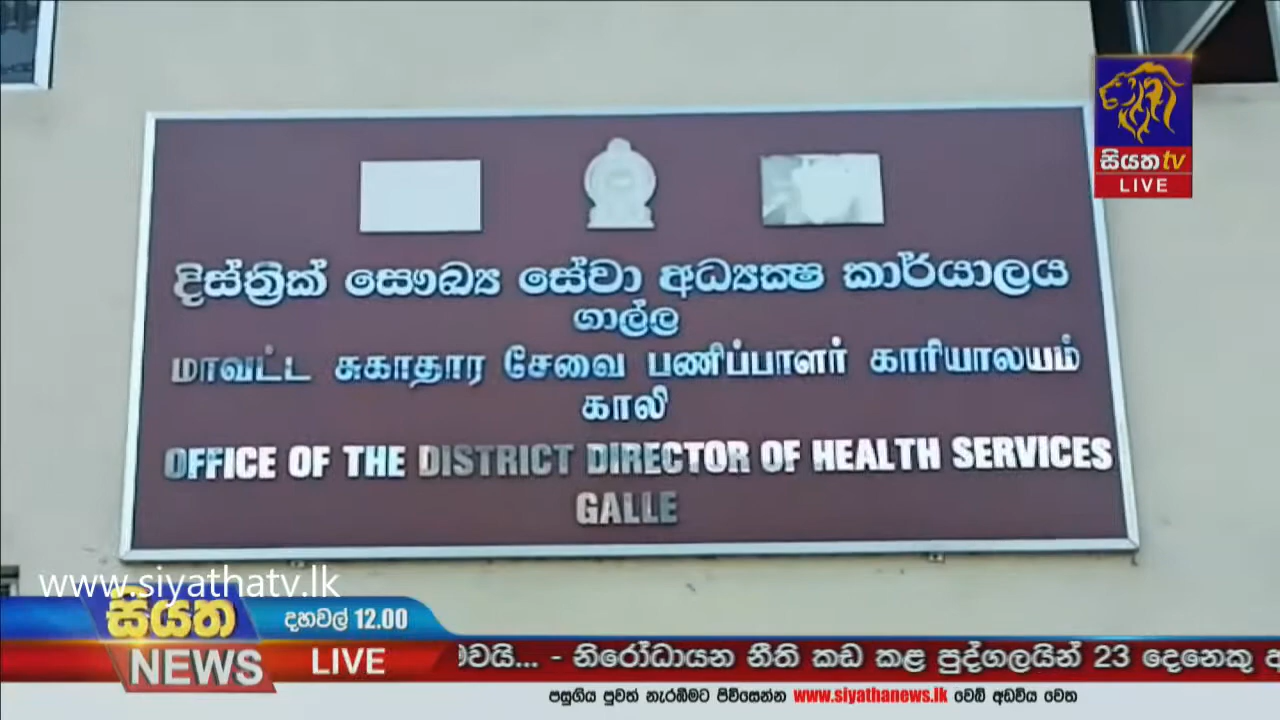 සියත tv
LIVE
දිස්ත්‍රික් සෞඛ්‍ය සේවා අධ්‍යක්ෂ කාර්යාලය
ගාල්ල
மாவட்ட சுகாதார சேவை பணிப்பாளர் காரியாலயம்
காலி
OFFICE OF THE DISTRICT DIRECTOR OF HEALTH SERVICES
GALLE
www.siyathatv.lk
සියත
NEWS
දහවල් 12.00
LIVE
... - නිරෝධායන නීති කඩ කළ පුද්ගලයින් 23 දෙනෙකු
පසුගිය පුවත් නැරඹීමට පිවිසෙන්න www.siyathanews.lk වෙබ් අඩවිය වෙත